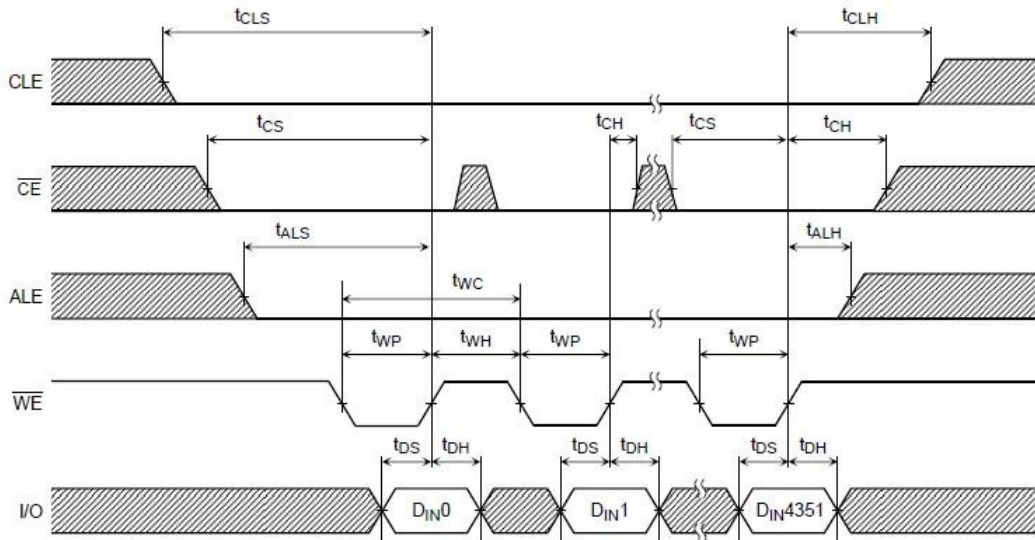 tCLS tCLH
CLE
tCS tCH tCS tCH
CE
tALS tALH
ALE
tWC
tWP tWH tWP tWP
WE
tDS tDH tDS tDH tDS tDH
I/O DIN0 DIN1 DIN4351